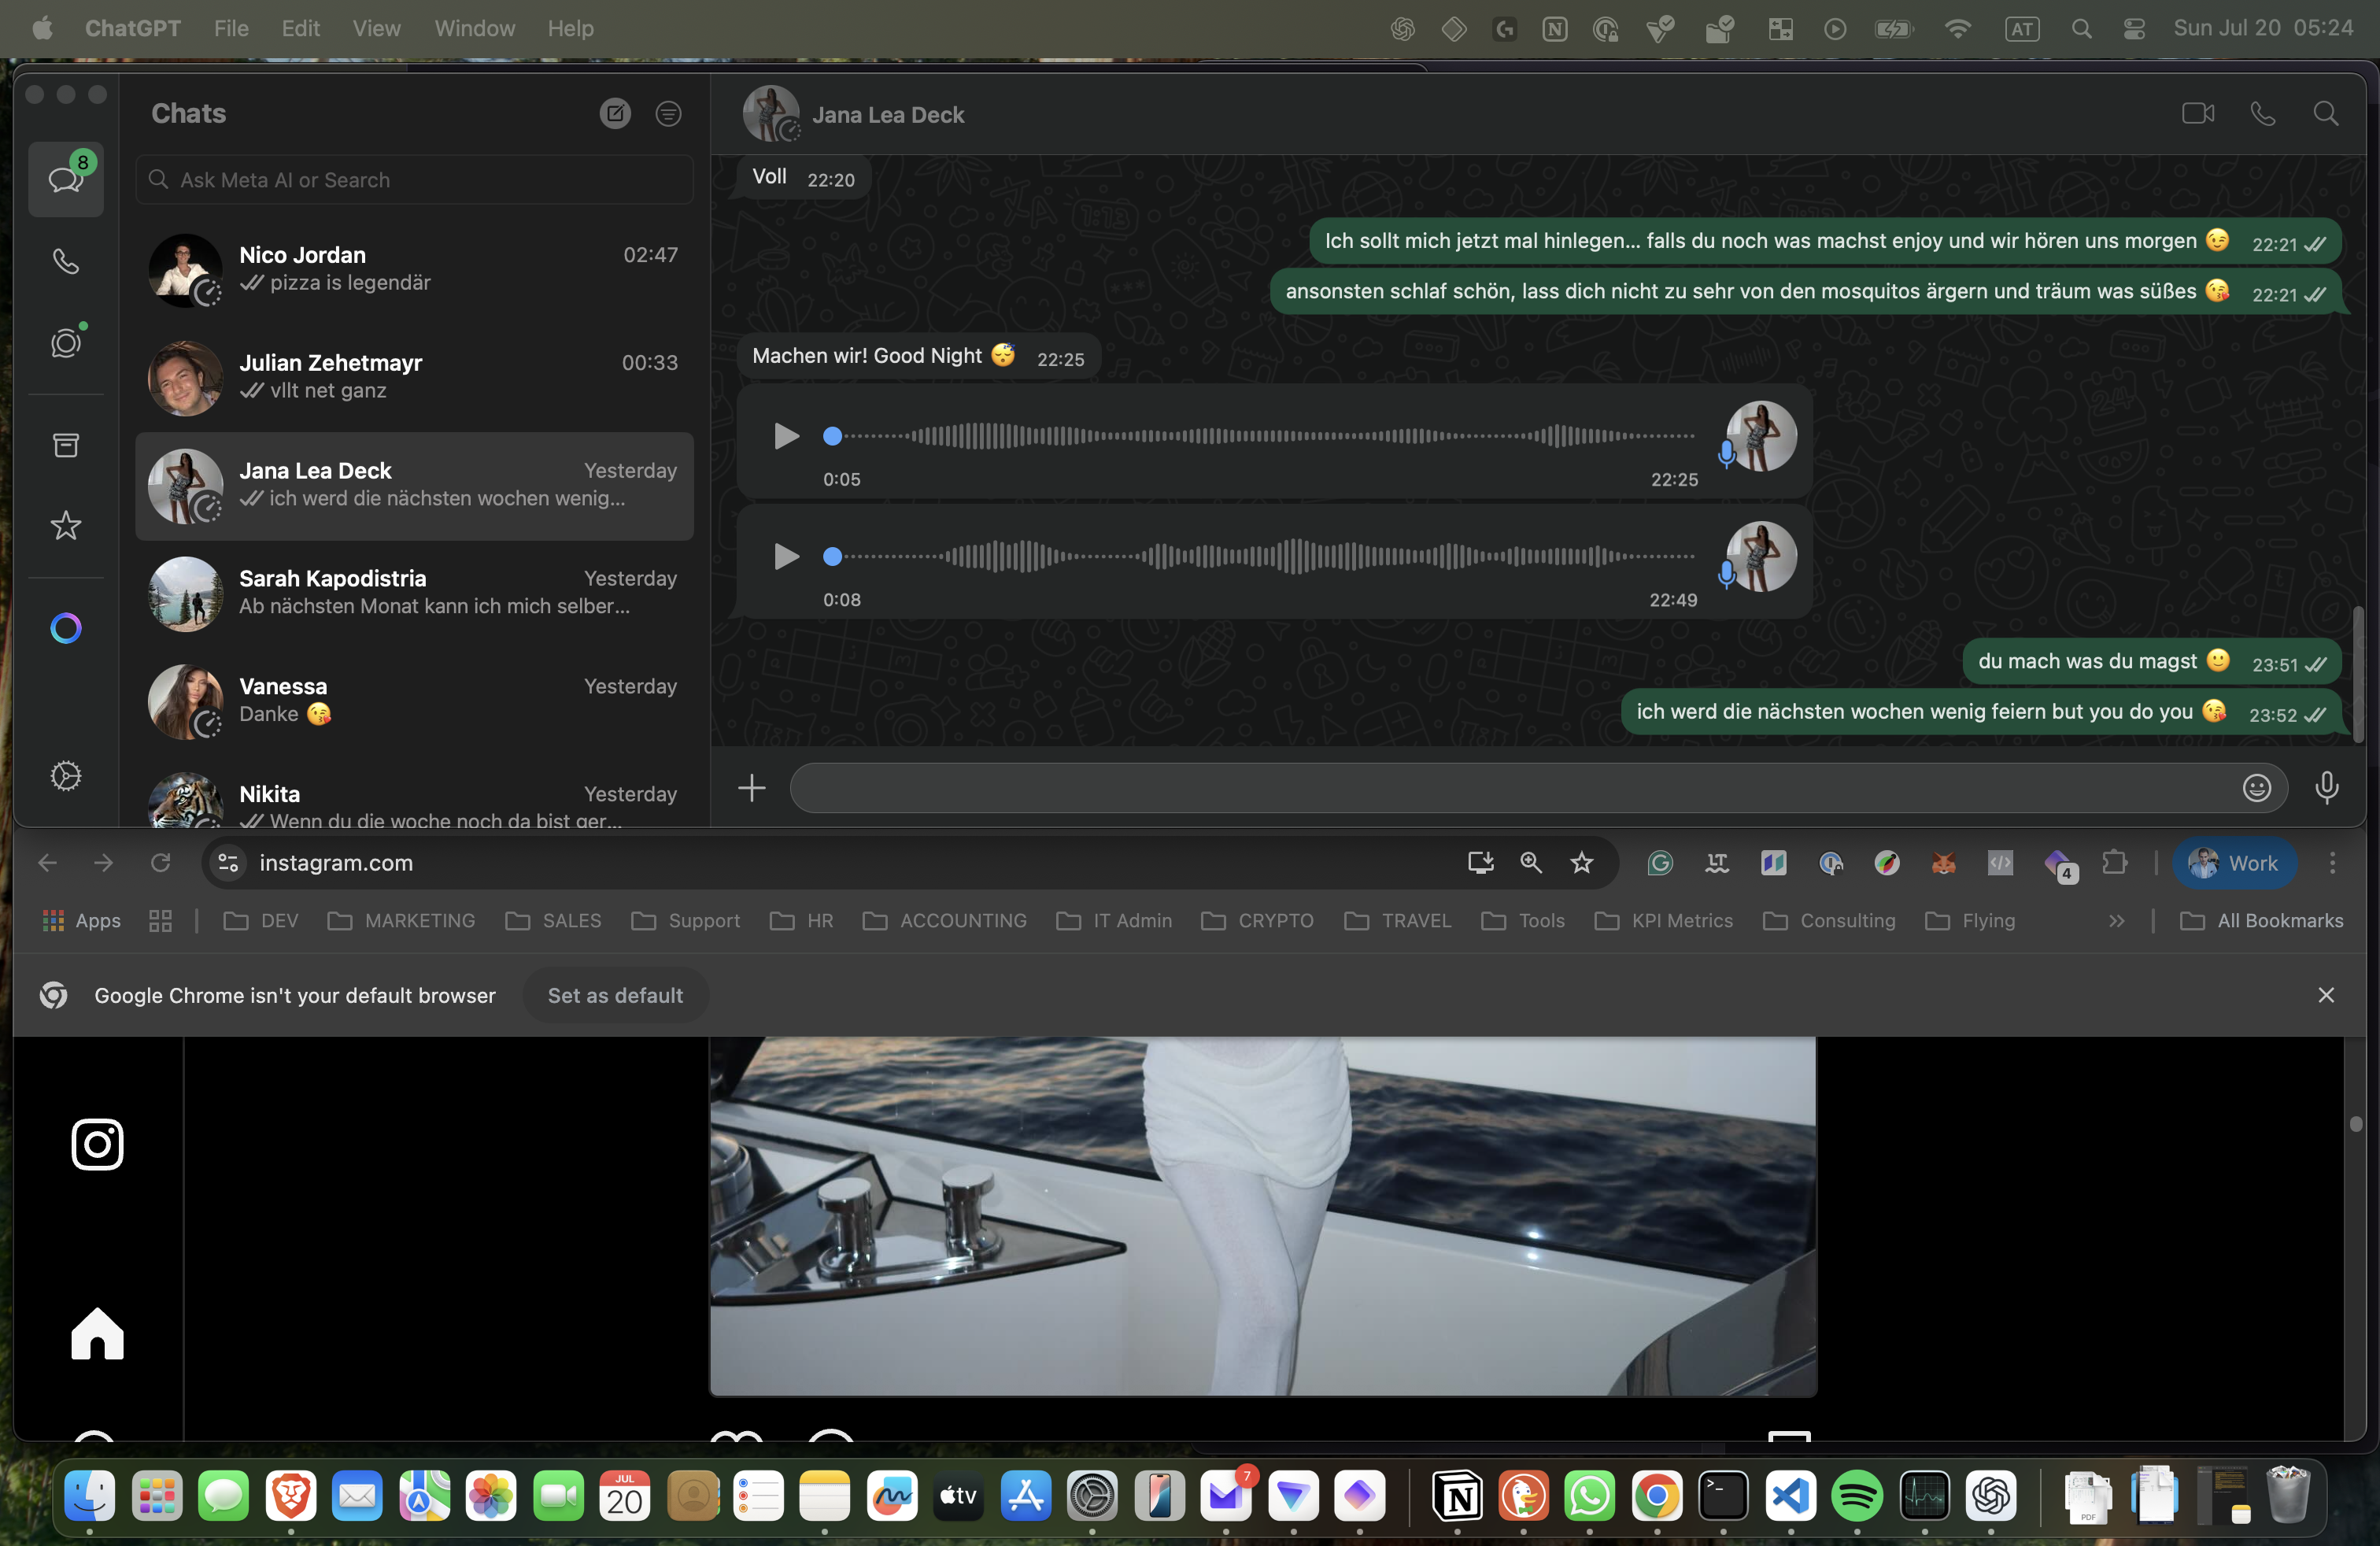 ChatGPT File Edit View Window Help AT Sun Jul 20 05:24
Chats
8
Ask Meta AI or Search
Nico Jordan 02:47
pizza is legendär
Julian Zehetmayr 00:33
vllt net ganz
Jana Lea Deck Yesterday
ich werd die nächsten wochen wenig...
Sarah Kapodistria Yesterday
Ab nächsten Monat kann ich mich selber...
Vanessa Yesterday
Danke 😘
Nikita Yesterday
Wenn du die woche noch da bist ger...
Jana Lea Deck
Voll 22:20
Ich sollt mich jetzt mal hinlegen... falls du noch was machst enjoy und wir hören uns morgen 😉 22:21
ansonsten schlaf schön, lass dich nicht zu sehr von den mosquitos ärgern und träum was süßes 😘 22:21
Machen wir! Good Night 😴 22:25
0:05 22:25
0:08 22:49
du mach was du magst 🙂 23:51
ich werd die nächsten wochen wenig feiern but you do you 😘 23:52
instagram.com
4 Work
Apps DEV MARKETING SALES Support HR ACCOUNTING IT Admin CRYPTO TRAVEL Tools KPI Metrics Consulting Flying » All Bookmarks
Google Chrome isn't your default browser Set as default
JUL
20
tv
7
PDF